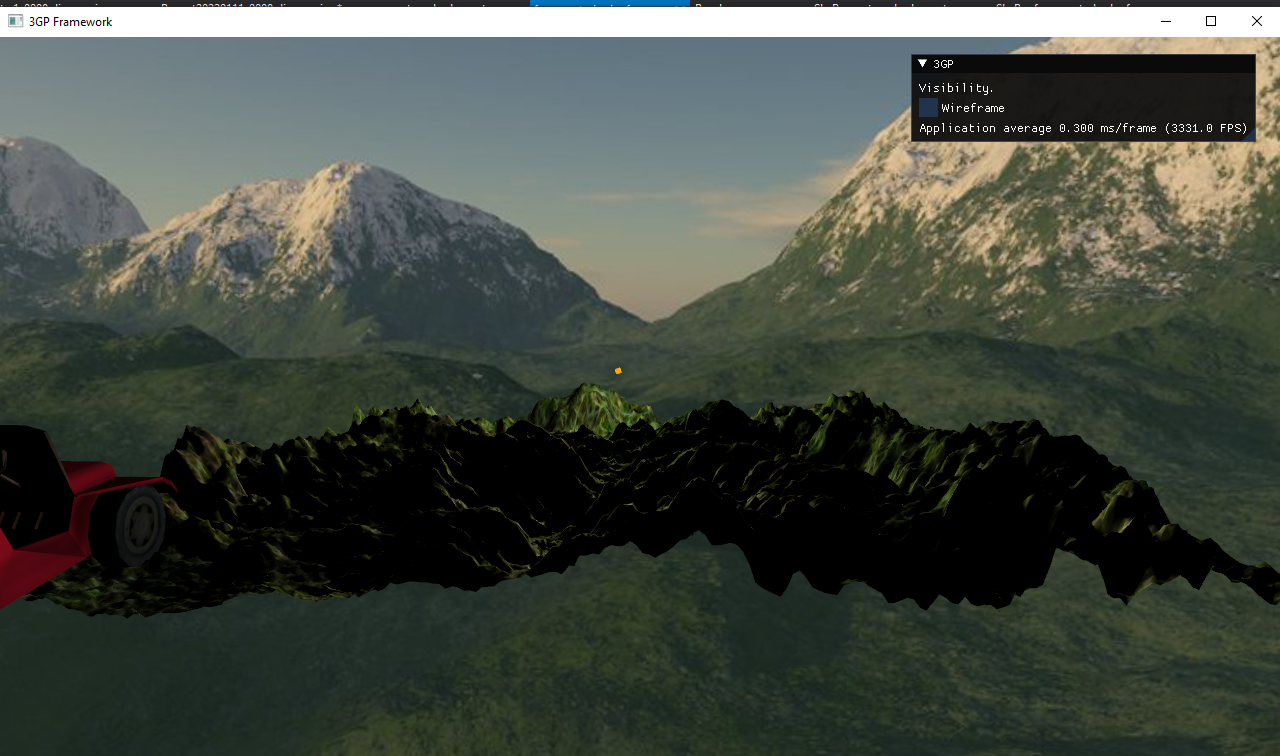 3GP Framework
3GP
Visibility.
Wireframe
Application average 0.300 ms/frame (3331.0 FPS)